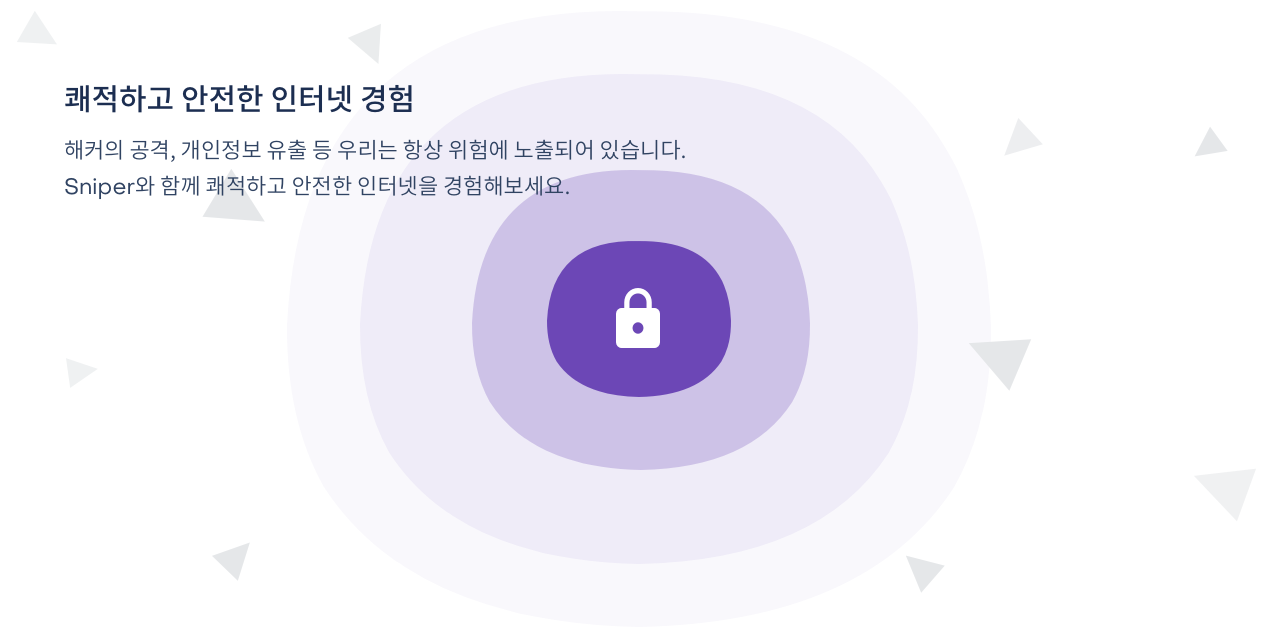 쾌적하고 안전한 인터넷 경험
해커의 공격, 개인정보 유출 등 우리는 항상 위험에 노출되어 있습니다.
Sniper와 함께 쾌적하고 안전한 인터넷을 경험해보세요.